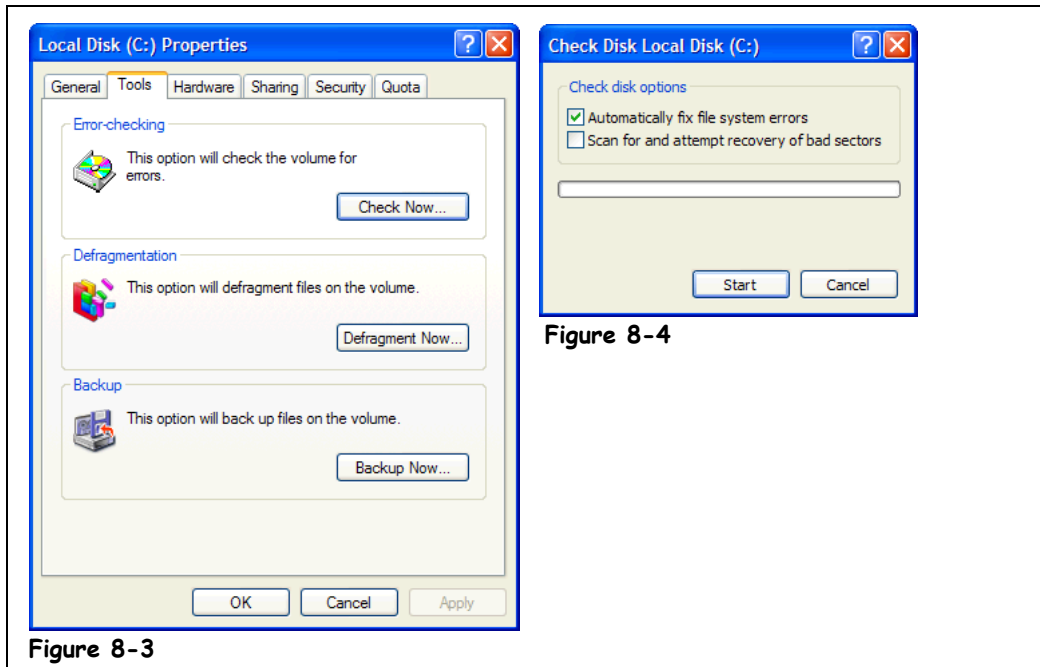 Local Disk (C:) Properties
General Tools Hardware Sharing Security Quota
Error-checking
This option will check the volume for
errors.
Check Now...
Defragmentation
This option will defragment files on the volume.
Defragment Now...
Backup
This option will back up files on the volume.
Backup Now...
OK Cancel Apply
Figure 8-3
Check Disk Local Disk (C:)
Check disk options
Automatically fix file system errors
Scan for and attempt recovery of bad sectors
Start Cancel
Figure 8-4